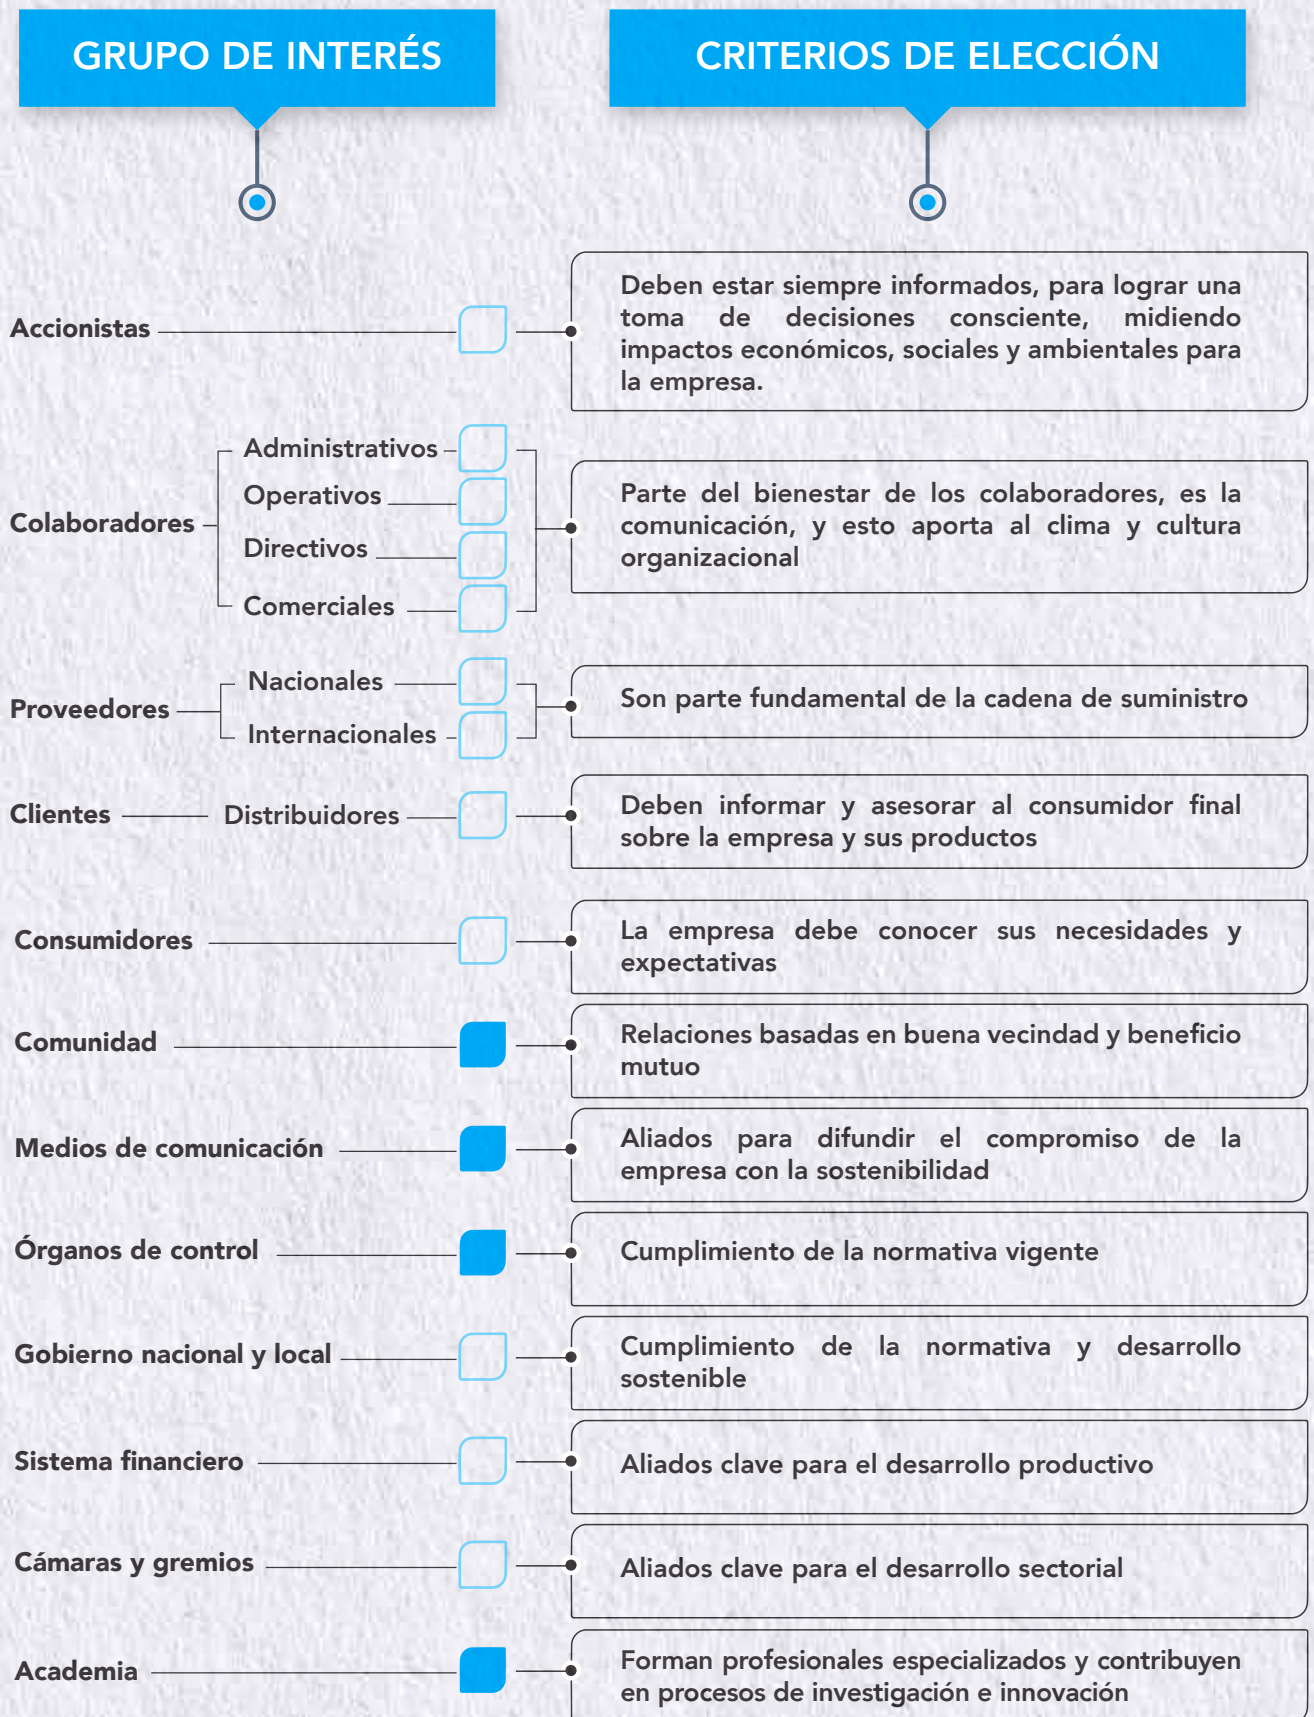 GRUPO DE INTERÉS
CRITERIOS DE ELECCIÓN
Accionistas
Deben estar siempre informados, para lograr una
toma de decisiones consciente, midiendo
impactos económicos, sociales y ambientales para
la empresa.
Colaboradores
Administrativos
Operativos
Directivos
Comerciales
Parte del bienestar de los colaboradores, es la
comunicación, y esto aporta al clima y cultura
organizacional
Proveedores
Nacionales
Internacionales
Son parte fundamental de la cadena de suministro
Clientes
Distribuidores
Deben informar y asesorar al consumidor final
sobre la empresa y sus productos
Consumidores
La empresa debe conocer sus necesidades y
expectativas
Comunidad
Relaciones basadas en buena vecindad y beneficio
mutuo
Medios de comunicación
Aliados para difundir el compromiso de la
empresa con la sostenibilidad
Órganos de control
Cumplimiento de la normativa vigente
Gobierno nacional y local
Cumplimiento de la normativa y desarrollo
sostenible
Sistema financiero
Aliados clave para el desarrollo productivo
Cámaras y gremios
Aliados clave para el desarrollo sectorial
Academia
Forman profesionales especializados y contribuyen
en procesos de investigación e innovación